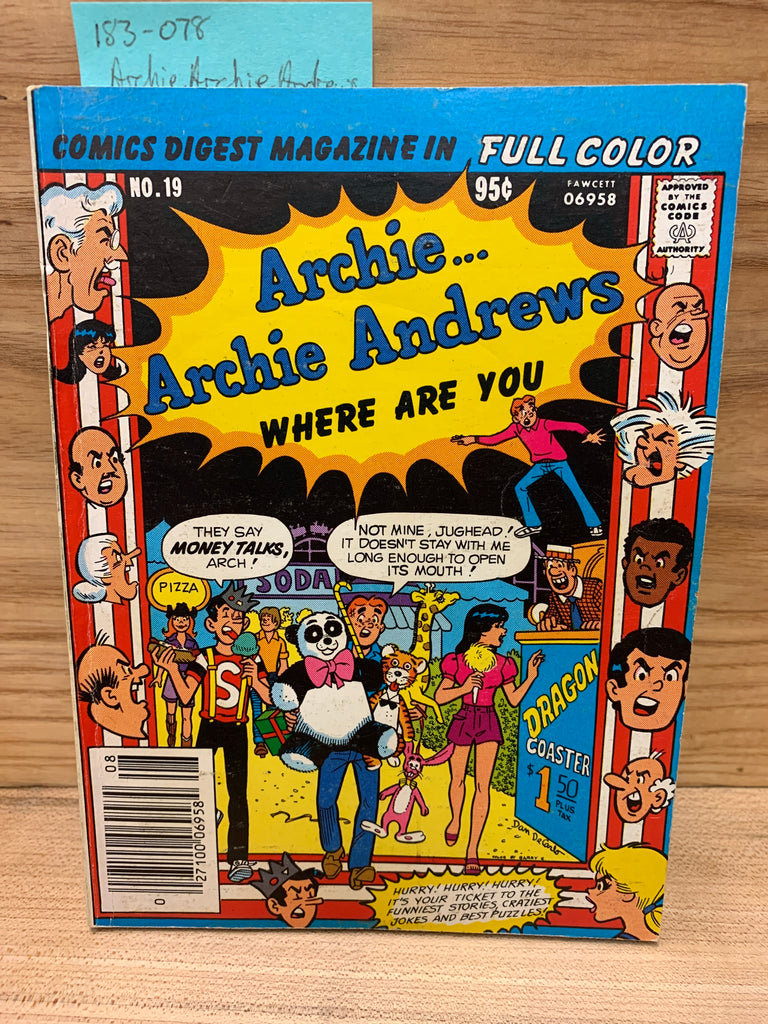 183-078
Archie Archie Andrews
COMICS DIGEST MAGAZINE IN FULL COLOR
NO. 19
95¢
FAWCETT
06958
APPROVED
BY THE
COMICS
CODE
CA
AUTHORITY
Archie...
Archie Andrews
WHERE ARE YOU
THEY SAY
MONEY TALKS,
ARCH!
NOT MINE, JUGHEAD!
IT DOESN'T STAY WITH ME
LONG ENOUGH TO OPEN
ITS MOUTH!
SODA
PIZZA
S
DRAGON
COASTER
$1 50
PLUS
TAX
Dan DeCarlo
08
0
27100 06958
HURRY! HURRY! HURRY!
IT'S YOUR TICKET TO THE
FUNNIEST STORIES, CRAZIEST
JOKES AND BEST PUZZLES!